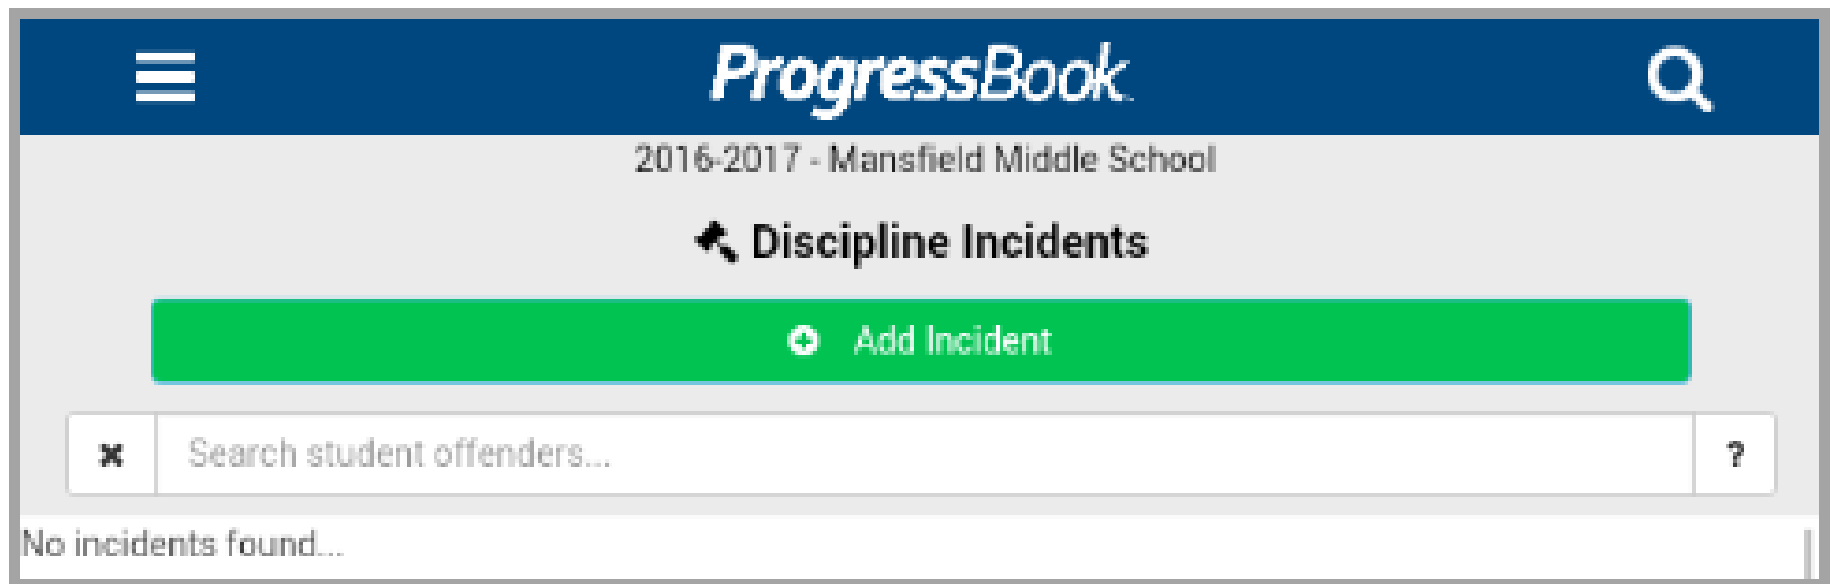 ProgressBook
2016-2017 - Mansfield Middle School
Discipline Incidents
Add Incident
Search student offenders...
?
No incidents found...